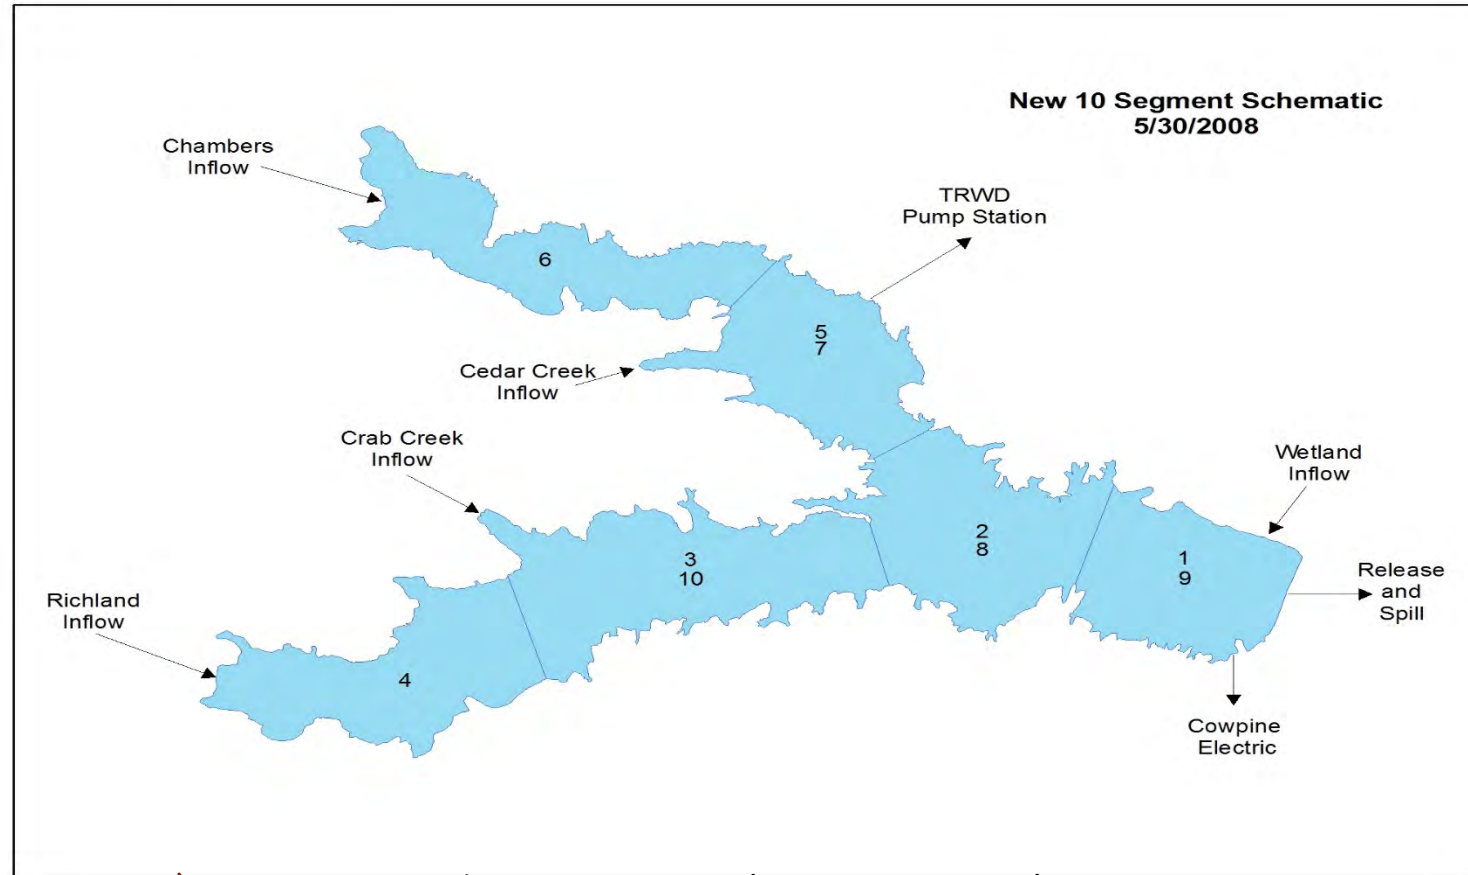 New 10 Segment Schematic
5/30/2008
Chambers
Inflow
TRWD
Pump Station
6
5
7
Cedar Creek
Inflow
Crab Creek
Inflow
Wetland
Inflow
2
8
1
9
3
10
Release
and
Spill
Richland
Inflow
4
Cowpine
Electric